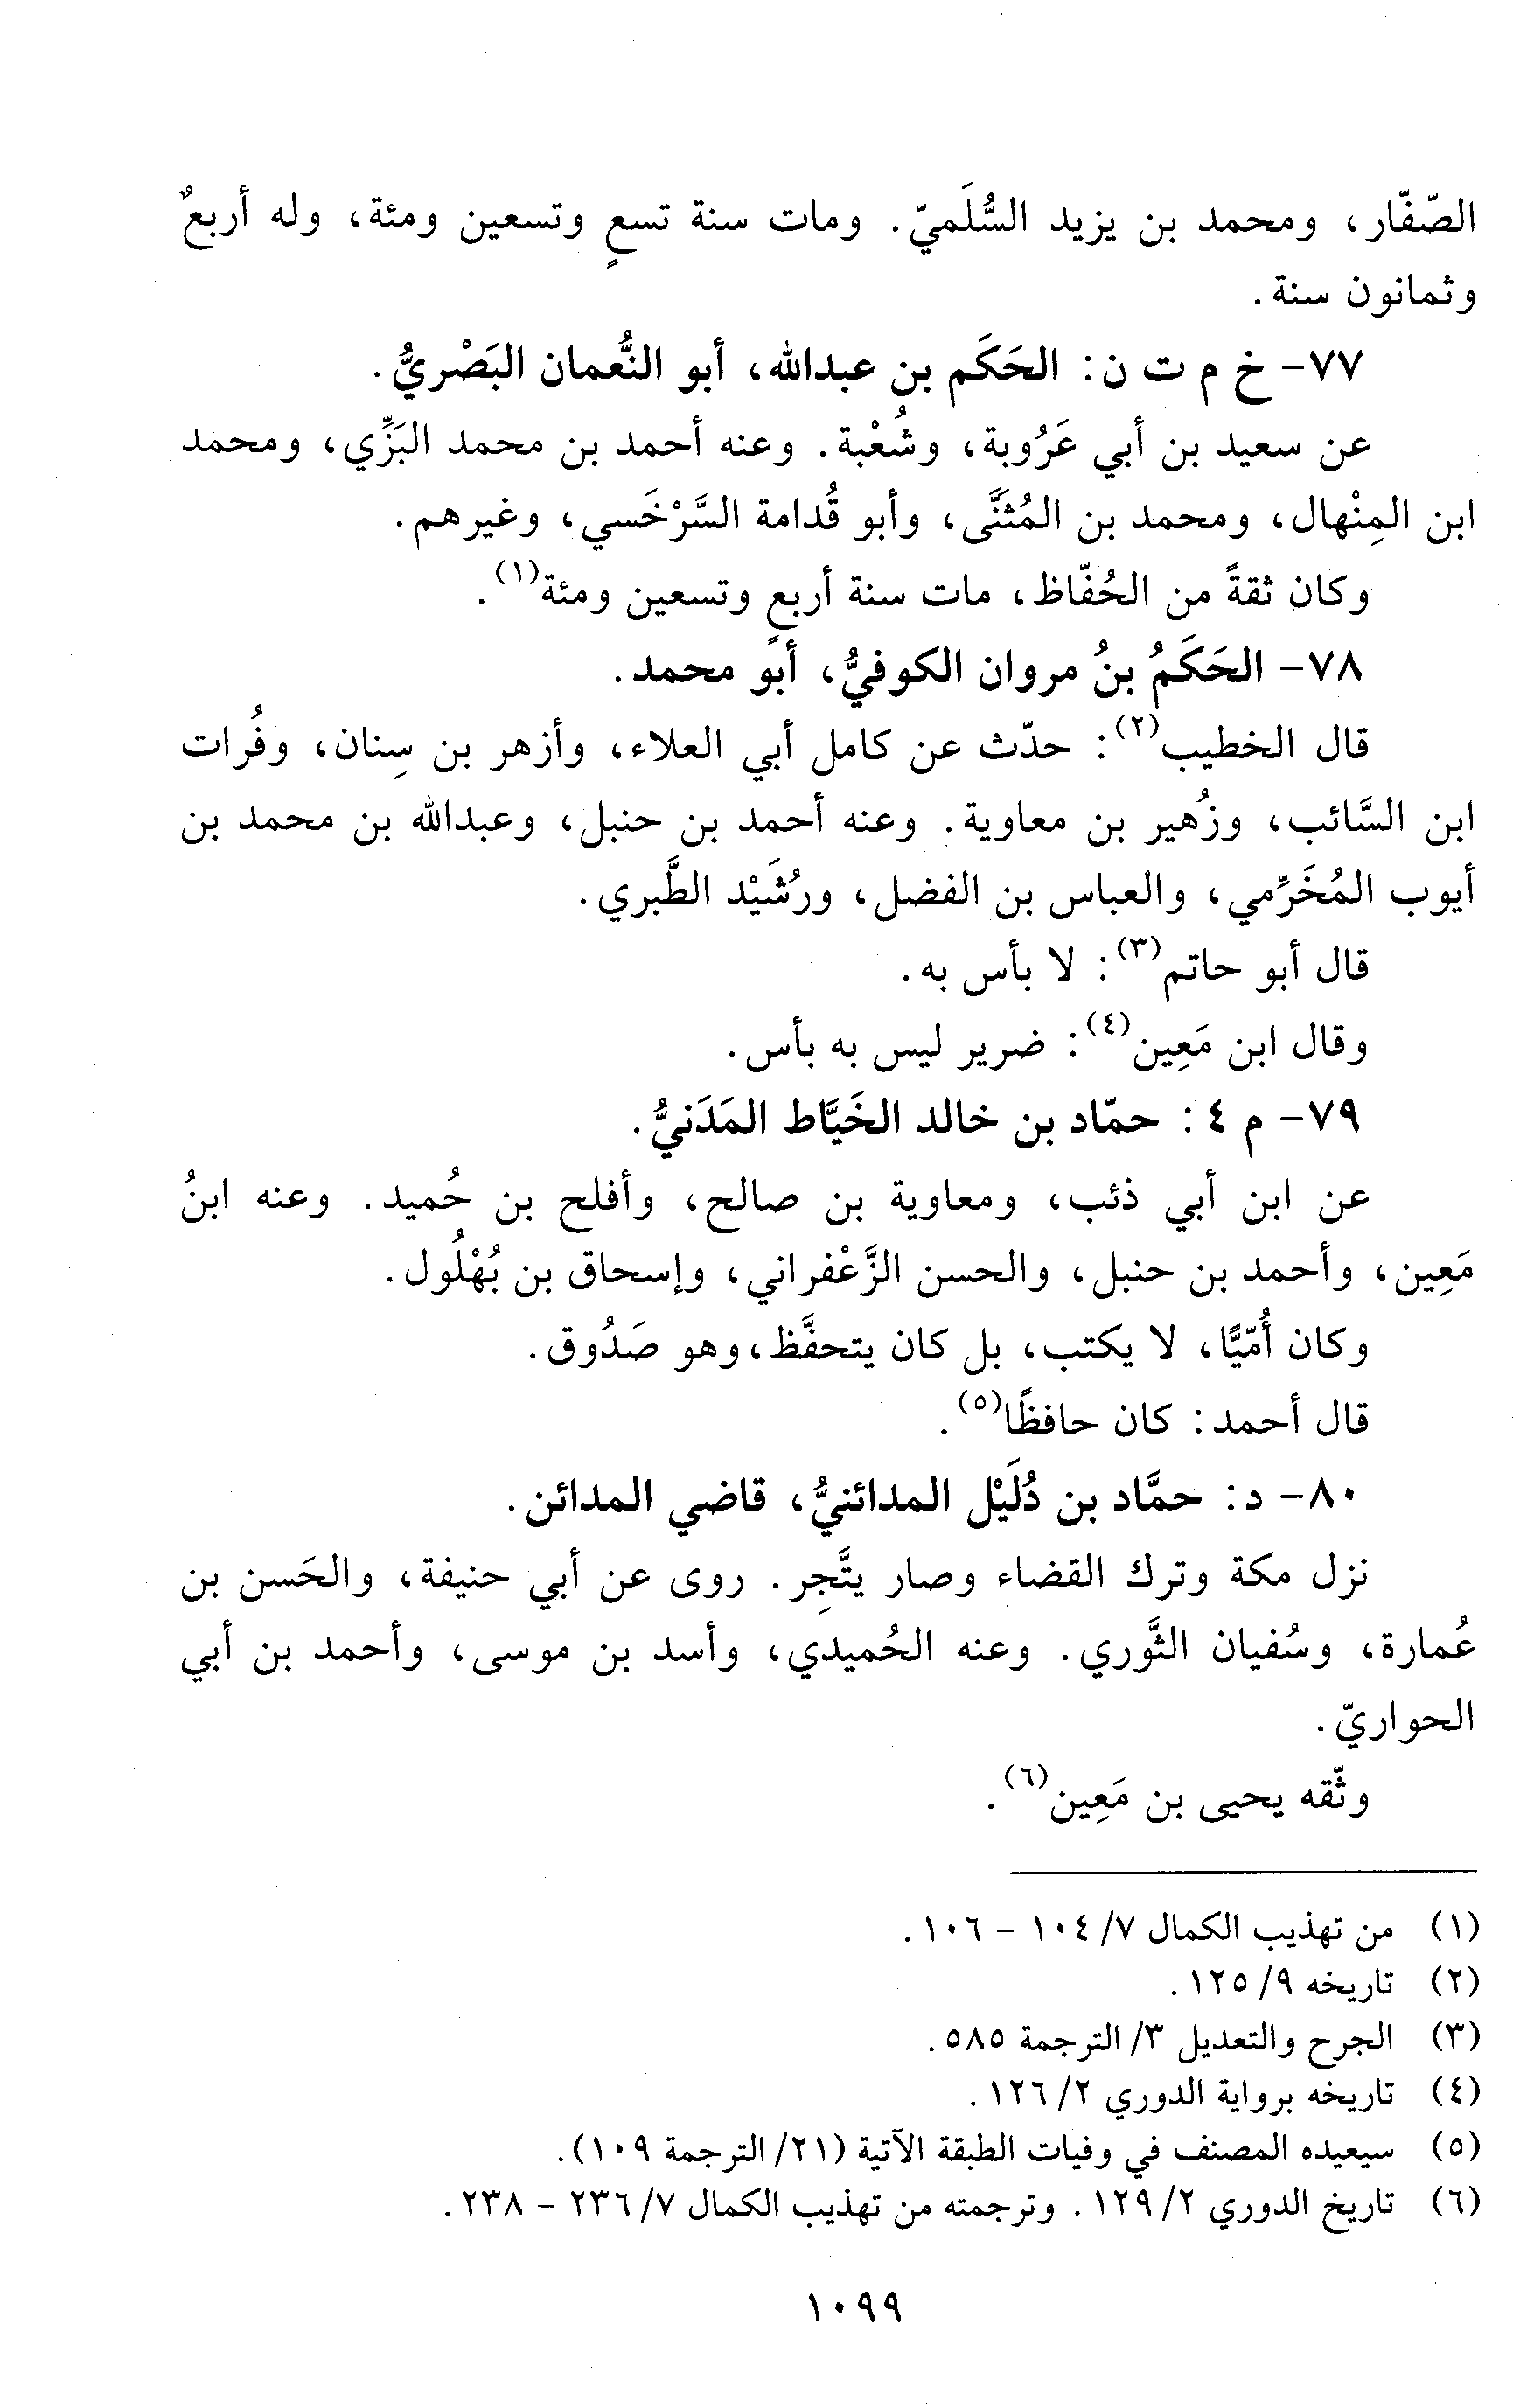 الصّفّار، ومحمد بن يزيد السُّلَميّ. ومات سنة تسعٍ وتسعين ومئة، وله أربعٌ
وثمانون سنة.
٧٧- خ م ت ن: الحَكَم بن عبدالله، أبو النُّعمان البَصْريُّ.
عن سعيد بن أبي عَرُوبة، وشُعْبة. وعنه أحمد بن محمد البَزِّي، ومحمد
ابن المِنْهال، ومحمد بن المُثَنَّى، وأبو قُدامة السَّرْخَسي، وغيرهم.
وكان ثقةً من الحُفّاظ، مات سنة أربعٍ وتسعين ومئة(١).
٧٨- الحَكَمُ بنُ مروان الكوفيُّ، أبو محمد.
قال الخطيب(٢): حدّث عن كامل أبي العلاء، وأزهر بن سِنان، وفُرات
ابن السَّائب، وزُهير بن معاوية. وعنه أحمد بن حنبل، وعبدالله بن محمد بن
أيوب المُخَرِّمي، والعباس بن الفضل، ورُشَيْد الطَّبري.
قال أبو حاتم(٣): لا بأس به.
وقال ابن مَعِين(٤): ضرير ليس به بأس.
٧٩- م ٤: حمّاد بن خالد الخَيَّاط المَدَنيُّ.
عن ابن أبي ذئب، ومعاوية بن صالح، وأفلح بن حُميد. وعنه ابنُ
مَعِين، وأحمد بن حنبل، والحسن الزَّعْفراني، وإسحاق بن بُهْلُول.
وكان أُمّيًّا، لا يكتب، بل كان يتحفَّظ، وهو صَدُوق.
قال أحمد: كان حافظًا(٥).
٨٠- د: حمَّاد بن دُلَيْل المدائنيُّ، قاضي المدائن.
نزل مكة وترك القضاء وصار يتَّجِر. روى عن أبي حنيفة، والحَسن بن
عُمارة، وسُفيان الثَّوري. وعنه الحُميدي، وأسد بن موسى، وأحمد بن أبي
الحواريّ.
وثّقه يحيى بن مَعِين(٦).
(١) من تهذيب الكمال ٧/ ١٠٤ - ١٠٦.
(٢) تاريخه ٩/ ١٢٥.
(٣) الجرح والتعديل ٣/ الترجمة ٥٨٥.
(٤) تاريخه برواية الدوري ٢/ ١٢٦.
(٥) سيعيده المصنف في وفيات الطبقة الآتية (٢١/ الترجمة ١٠٩).
(٦) تاريخ الدوري ٢/ ١٢٩. وترجمته من تهذيب الكمال ٧/ ٢٣٦ - ٢٣٨.
١٠٩٩